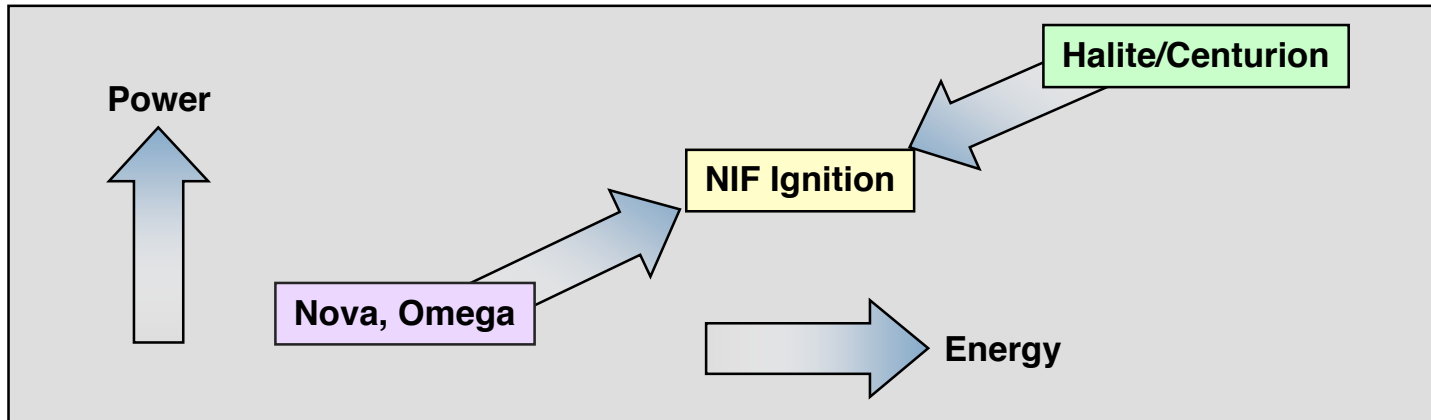 Halite/Centurion
Power
NIF Ignition
Nova, Omega
Energy